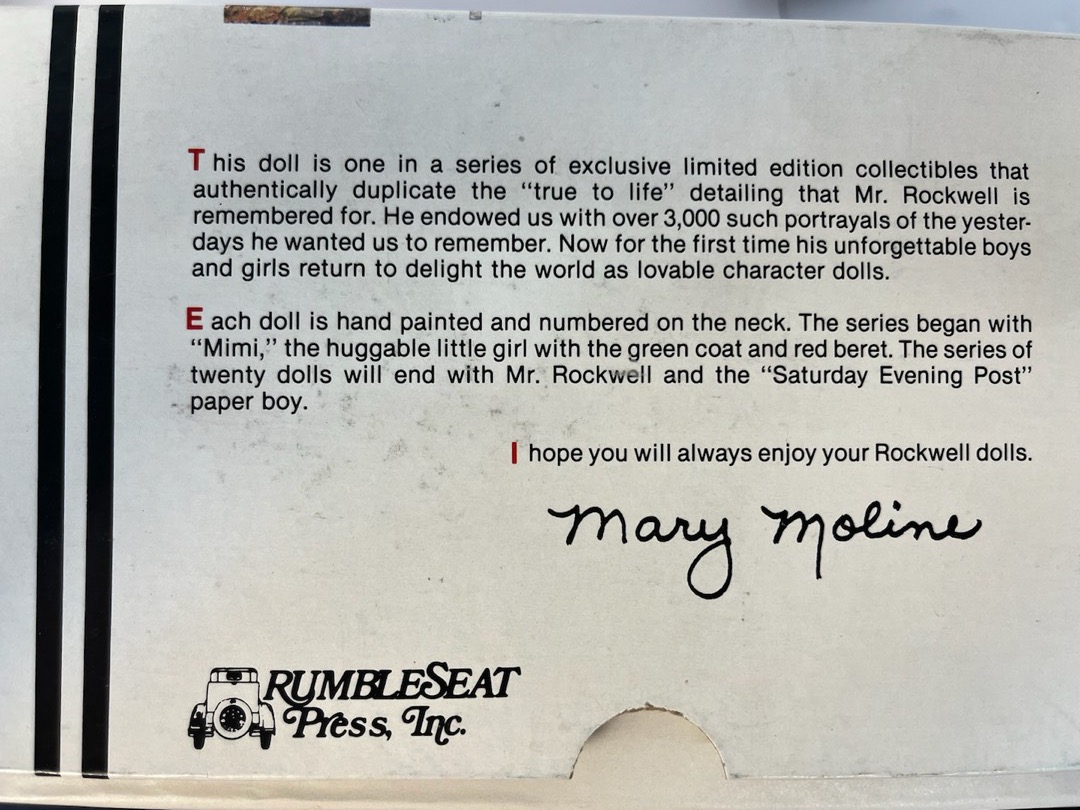 This doll is one in a series of exclusive limited edition collectibles that
authentically duplicate the “true to life” detailing that Mr. Rockwell is
remembered for. He endowed us with over 3,000 such portrayals of the yester-
days he wanted us to remember. Now for the first time his unforgettable boys
and girls return to delight the world as lovable character dolls.
Each doll is hand painted and numbered on the neck. The series began with
“Mimi,” the huggable little girl with the green coat and red beret. The series of
twenty dolls will end with Mr. Rockwell and the “Saturday Evening Post”
paper boy.
I hope you will always enjoy your Rockwell dolls.
Mary Moline
RUMBLESEAT
Press, Inc.